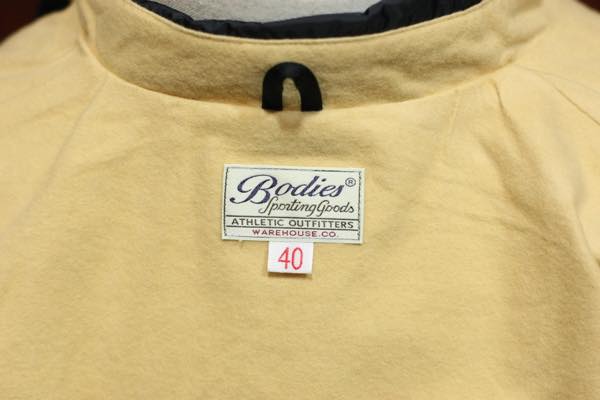 Bodies®
Sporting Goods
ATHLETIC OUTFITTERS
WAREHOUSE.CO.
40